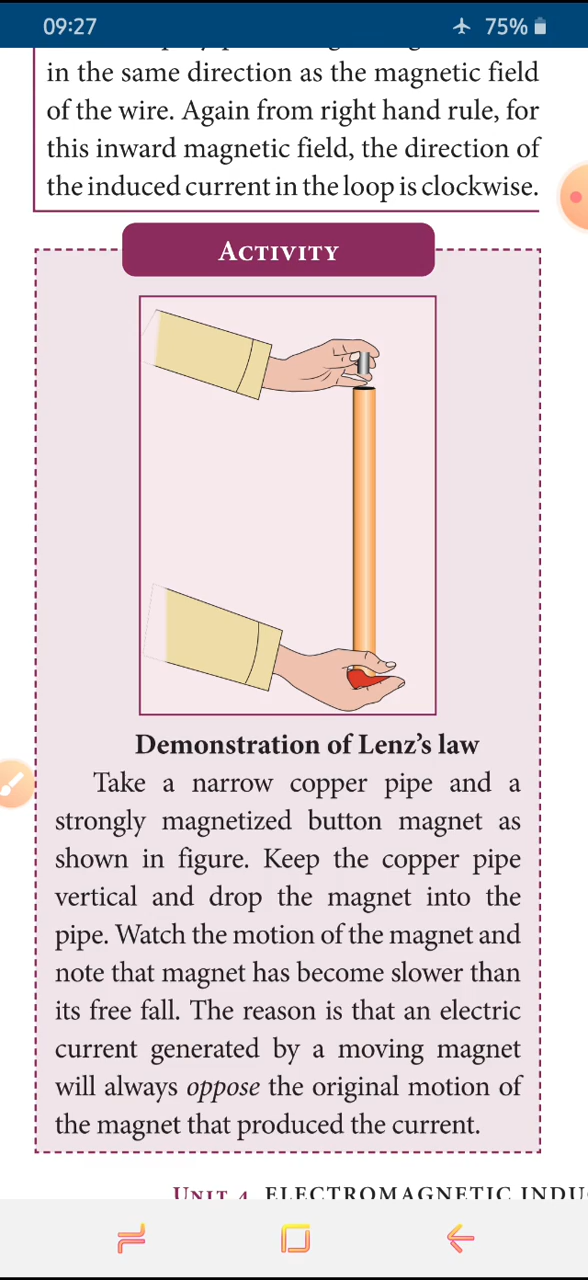 09:27
75%
in the same direction as the magnetic field
of the wire. Again from right hand rule, for
this inward magnetic field, the direction of
the induced current in the loop is clockwise.
ACTIVITY
Demonstration of Lenz's law
Take a narrow copper pipe and a
strongly magnetized button magnet as
shown in figure. Keep the copper pipe
vertical and drop the magnet into the
pipe. Watch the motion of the magnet and
note that magnet has become slower than
its free fall. The reason is that an electric
current generated by a moving magnet
will always oppose the original motion of
the magnet that produced the current.
UNIT 4 ELECTROMAGNETIC INDU